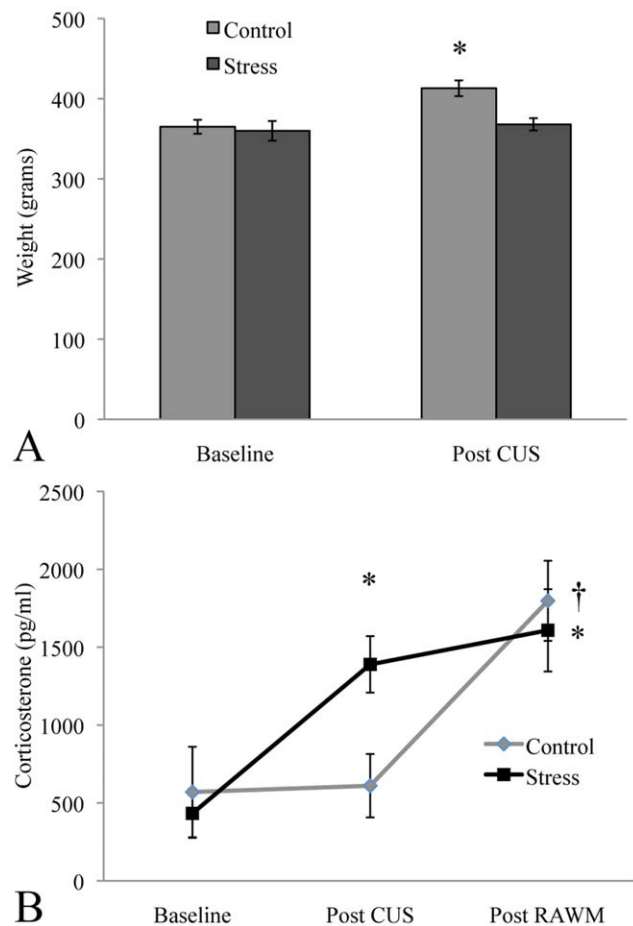 500
400
300
200
100
0
Weight (grams)
Control
Stress
*
Baseline Post CUS
A
2500
2000
1500
1000
500
0
Corticosterone (pg/ml)
*
†
*
Control
Stress
Baseline Post CUS Post RAWM
B